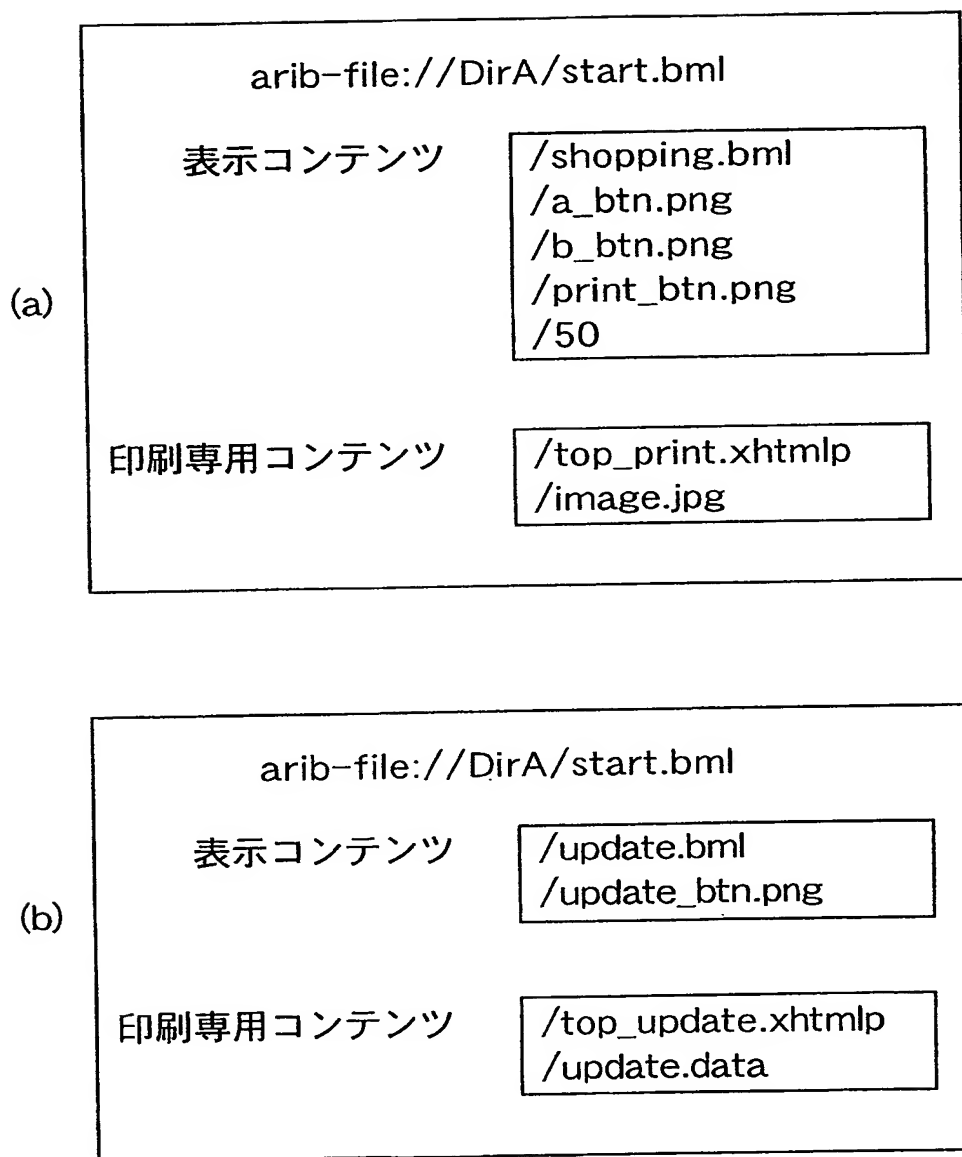 (a)
arib-file://DirA/start.bml
表示コンテンツ
/shopping.bml
/a_btn.png
/b_btn.png
/print_btn.png
/50
印刷専用コンテンツ
/top_print.xhtmlp
/image.jpg
(b)
arib-file://DirA/start.bml
表示コンテンツ
/update.bml
/update_btn.png
印刷専用コンテンツ
/top_update.xhtmlp
/update.data